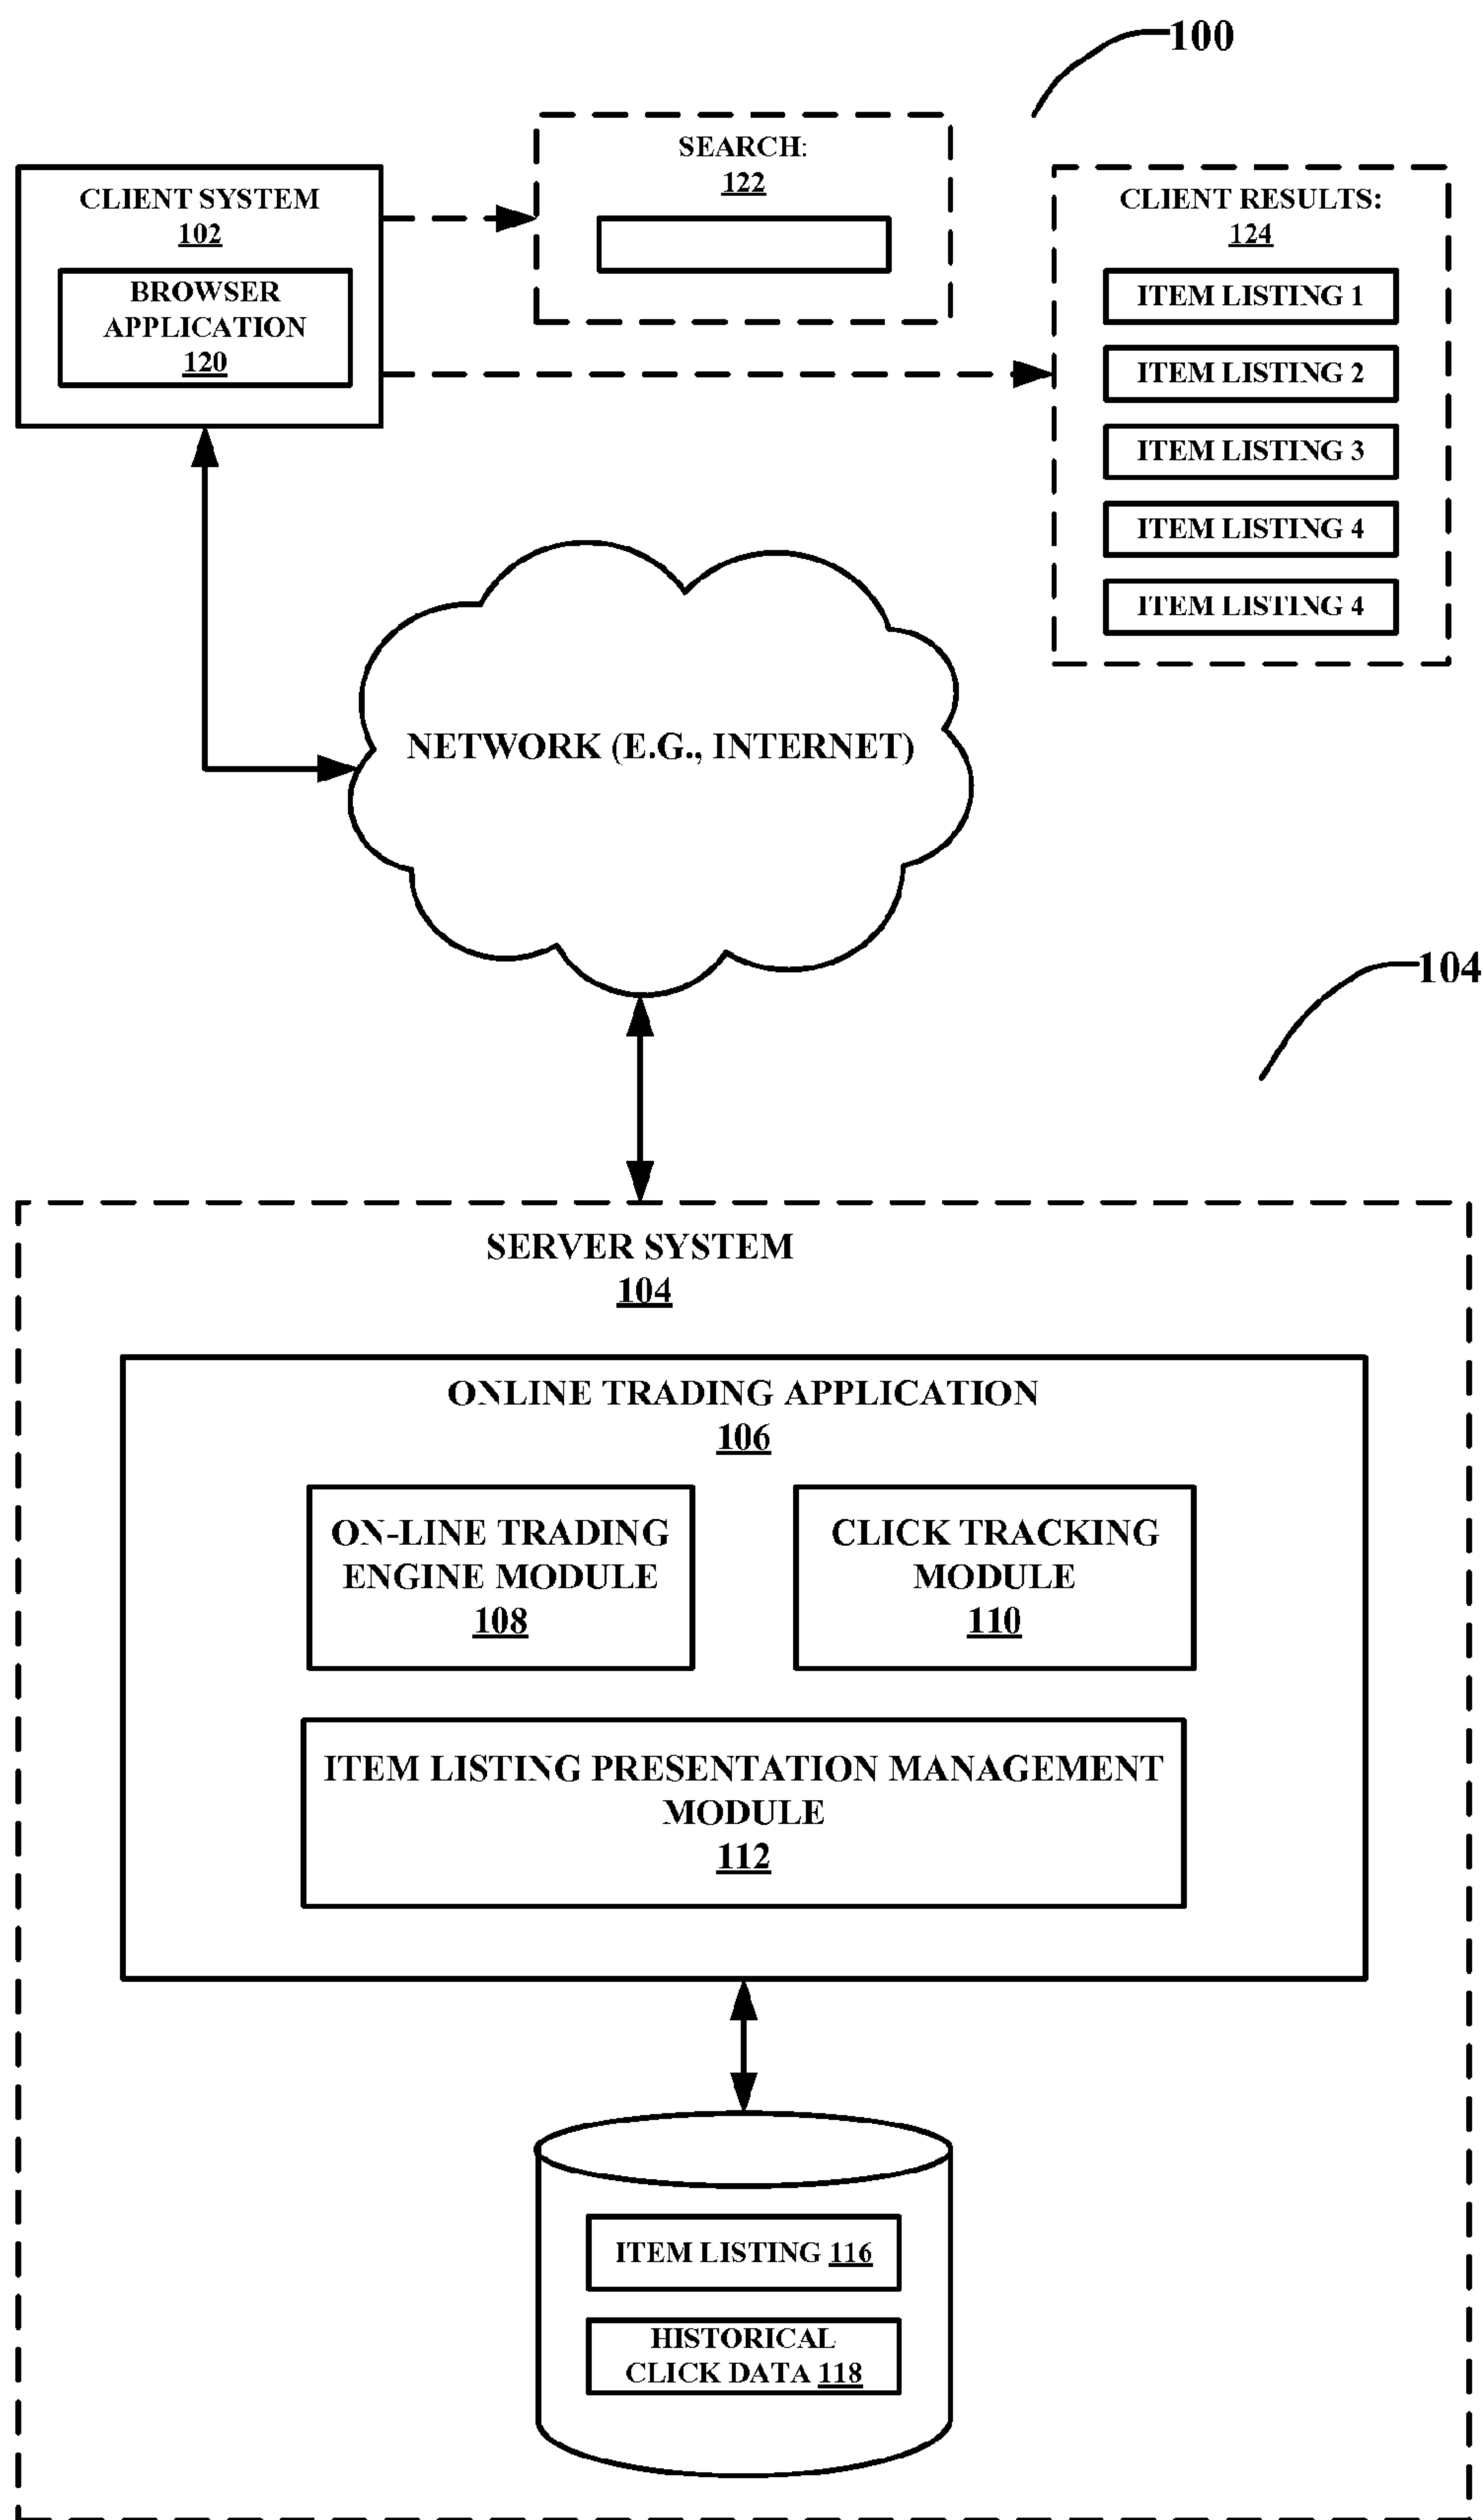 100
SEARCH:
122
CLIENT SYSTEM
102
BROWSER
APPLICATION
120
CLIENT RESULTS:
124
ITEM LISTING 1
ITEM LISTING 2
ITEM LISTING 3
ITEM LISTING 4
ITEM LISTING 4
NETWORK (E.G., INTERNET)
104
SERVER SYSTEM
104
ONLINE TRADING APPLICATION
106
ON-LINE TRADING
ENGINE MODULE
108
CLICK TRACKING
MODULE
110
ITEM LISTING PRESENTATION MANAGEMENT
MODULE
112
ITEM LISTING 116
HISTORICAL
CLICK DATA 118